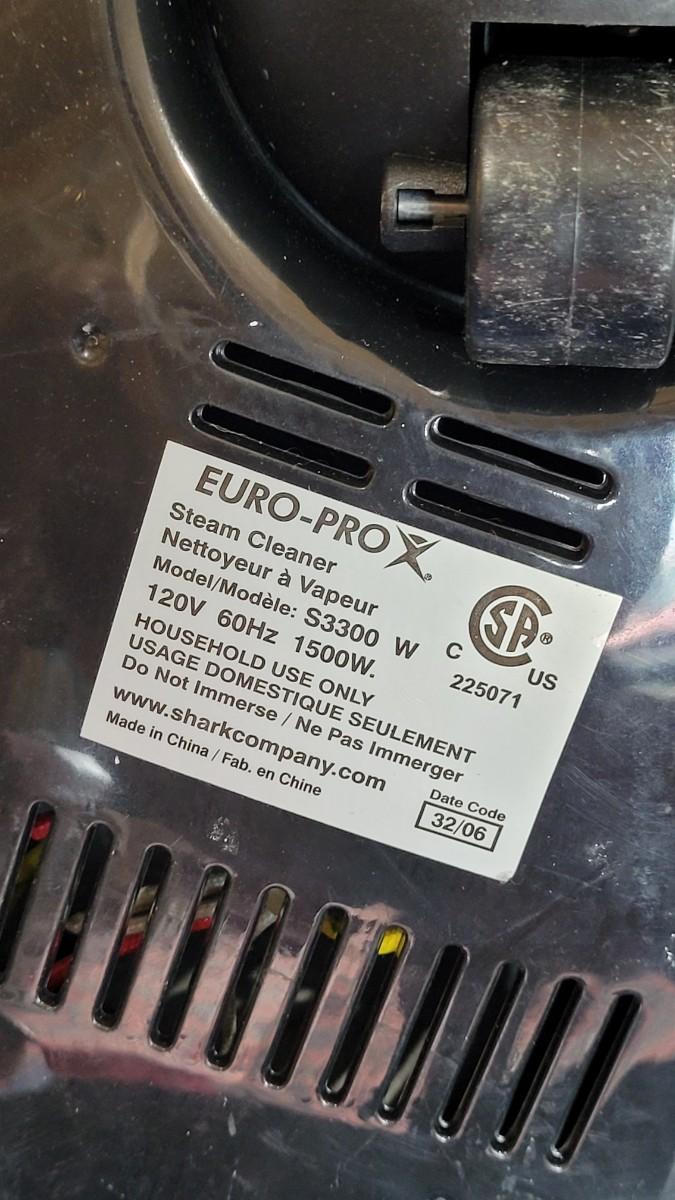 EURO-PRO X ®
Steam Cleaner
Nettoyeur à Vapeur
Model/Modèle: S3300 W
120V 60Hz 1500W.
HOUSEHOLD USE ONLY
USAGE DOMESTIQUE SEULEMENT
Do Not Immerse / Ne Pas Immerger
www.sharkcompany.com
Made in China / Fab. en Chine
C SA ® US
225071
Date Code
32/06